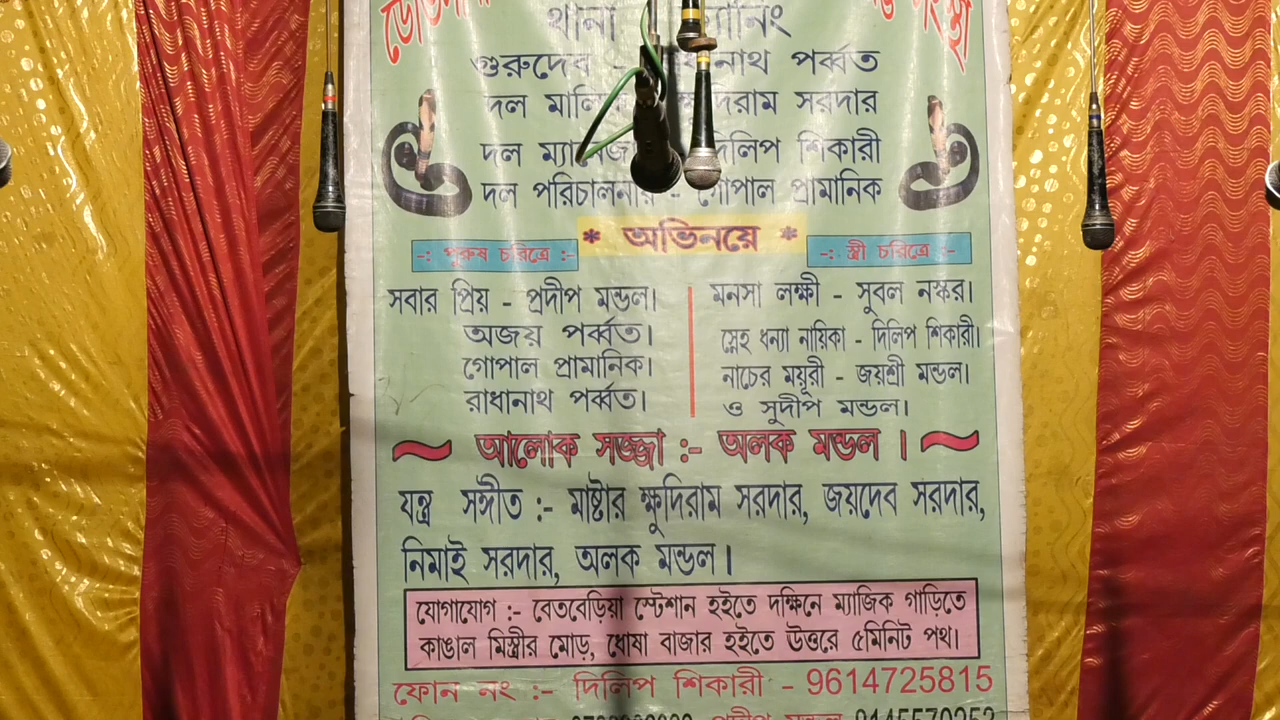 থানা
গুরুদেব - নাথ পর্ব্বত
দল দিরাম সরদার
দল দিলিপ শিকারী
দল পরিচালনায় - গোপাল প্রামানিক
* অভিনয়ে *
-: পুরুষ চরিত্রে :-
-: স্ত্রী চরিত্রে :-
সবার প্রিয় - প্রদীপ মন্ডল।
অজয় পর্ব্বত।
গোপাল প্রামানিক।
রাধানাথ পর্ব্বত।
মনসা লক্ষী - সুবল নস্কর।
স্নেহ ধন্যা নায়িকা - দিলিপ শিকারী।
নাচের ময়ূরী - জয়শ্রী মন্ডল।
ও সুদীপ মন্ডল।
~ আলোক সজ্জা :- অলক মন্ডল । ~
যন্ত্র সঙ্গীত :- মাষ্টার ক্ষুদিরাম সরদার, জয়দেব সরদার,
নিমাই সরদার, অলক মন্ডল ।
যোগাযোগ :- বেতবেড়িয়া স্টেশান হইতে দক্ষিনে ম্যাজিক গাড়িতে
কাঙাল মিস্ত্রীর মোড়, ধোষা বাজার হইতে উত্তরে ৫মিনিট পথ।
ফোন নং :- দিলিপ শিকারী - 9614725815